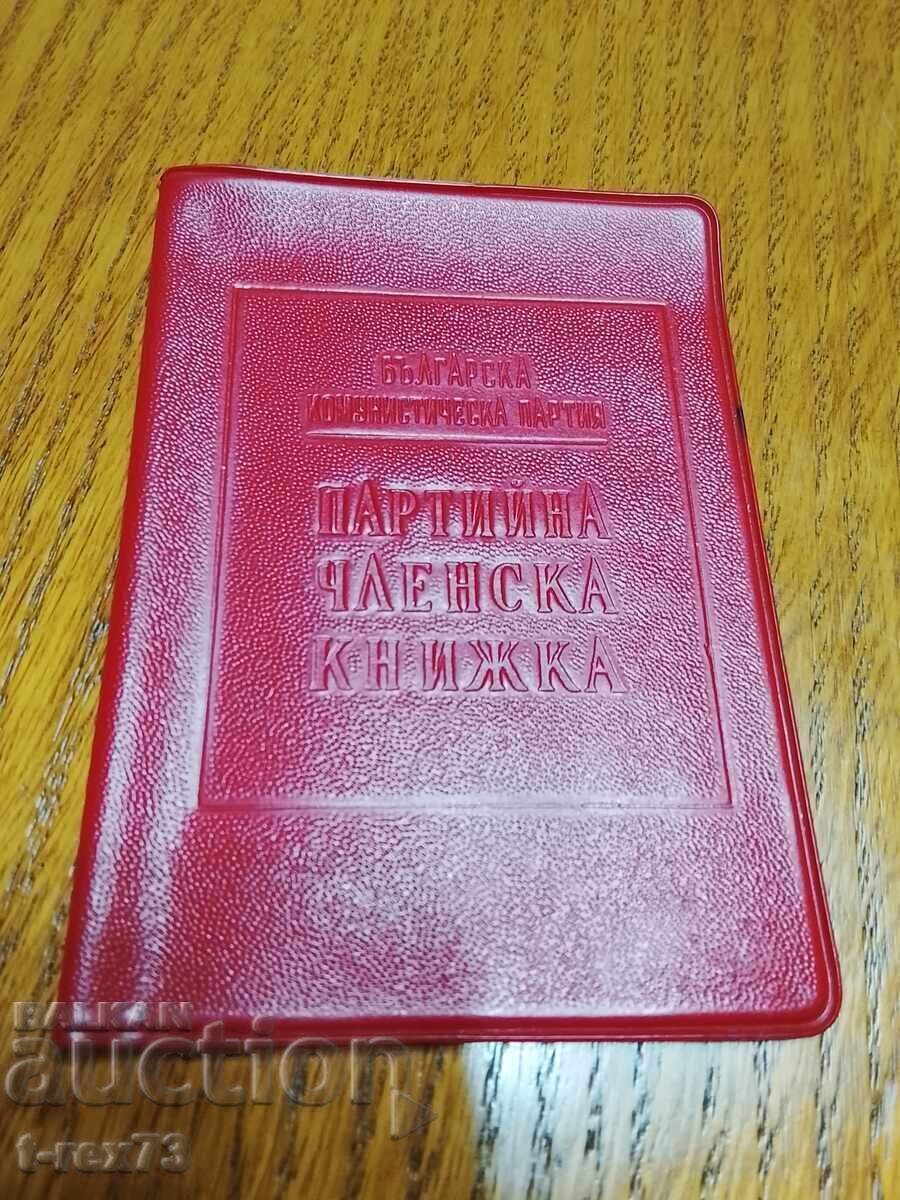 БЪЛГАРСКА
КОМУНИСТИЧЕСКА ПАРТИЯ
ПАРТИЙНА
ЧЛЕНСКА
КНИЖКА
BALKAN
auction
t-rex73